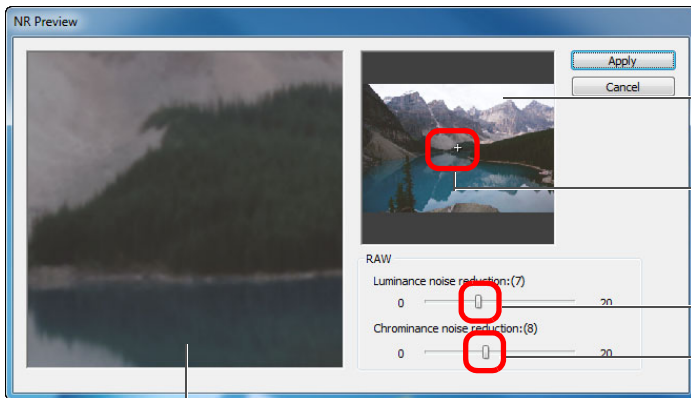 NR Preview
Apply
Cancel
RAW
Luminance noise reduction:(7)
0 20
Chrominance noise reduction:(8)
0 20